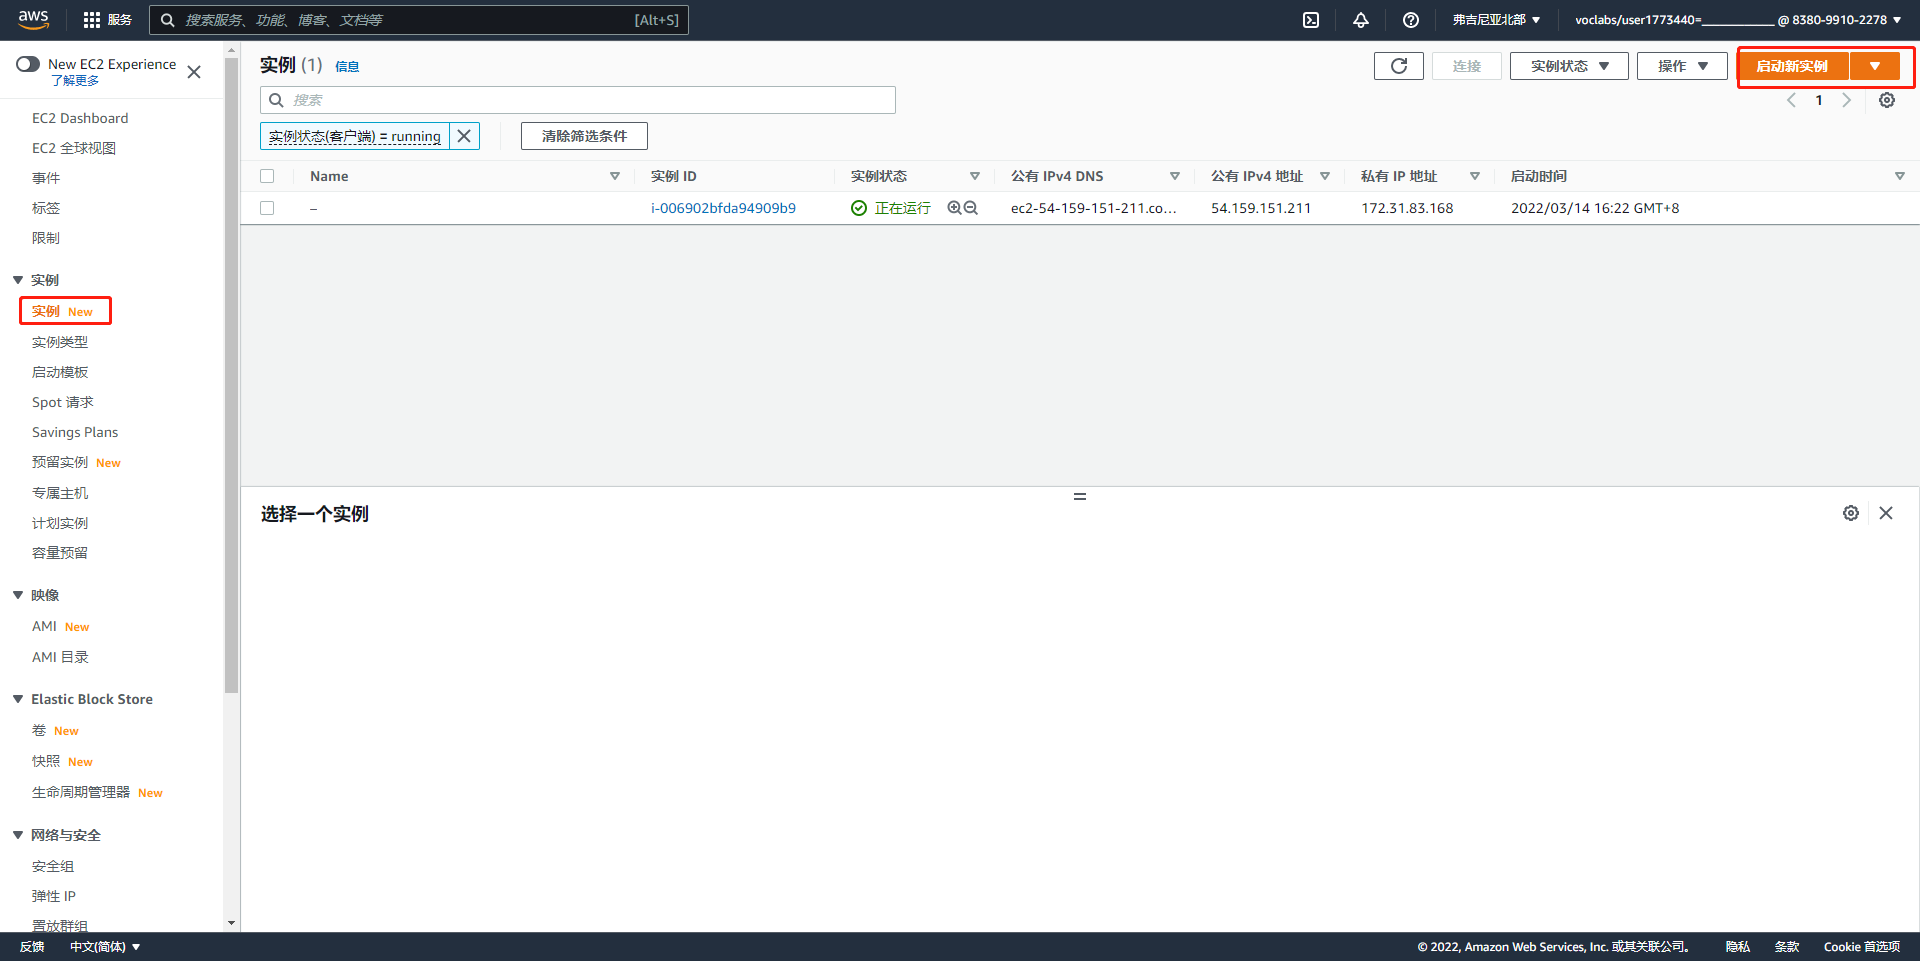 aws
服务
搜索服务、功能、博客、文档等
[Alt+S]
弗吉尼亚北部
voclabs/user1773440=____________ @ 8380-9910-2278
New EC2 Experience
了解更多
EC2 Dashboard
EC2 全球视图
事件
标签
限制
实例
实例 New
实例类型
启动模板
Spot 请求
Savings Plans
预留实例 New
专属主机
计划实例
容量预留
映像
AMI New
AMI 目录
Elastic Block Store
卷 New
快照 New
生命周期管理器 New
网络与安全
安全组
弹性 IP
置放群组
实例 (1) 信息
连接
实例状态
操作
启动新实例
搜索
1
实例状态(客户端) = running
清除筛选条件
Name 实例 ID 实例状态 公有 IPv4 DNS 公有 IPv4 地址 私有 IP 地址 启动时间
– i-006902bfda94909b9 正在运行 ec2-54-159-151-211.co... 54.159.151.211 172.31.83.168 2022/03/14 16:22 GMT+8
选择一个实例
反馈 中文(简体) © 2022, Amazon Web Services, Inc. 或其关联公司。 隐私 条款 Cookie 首选项